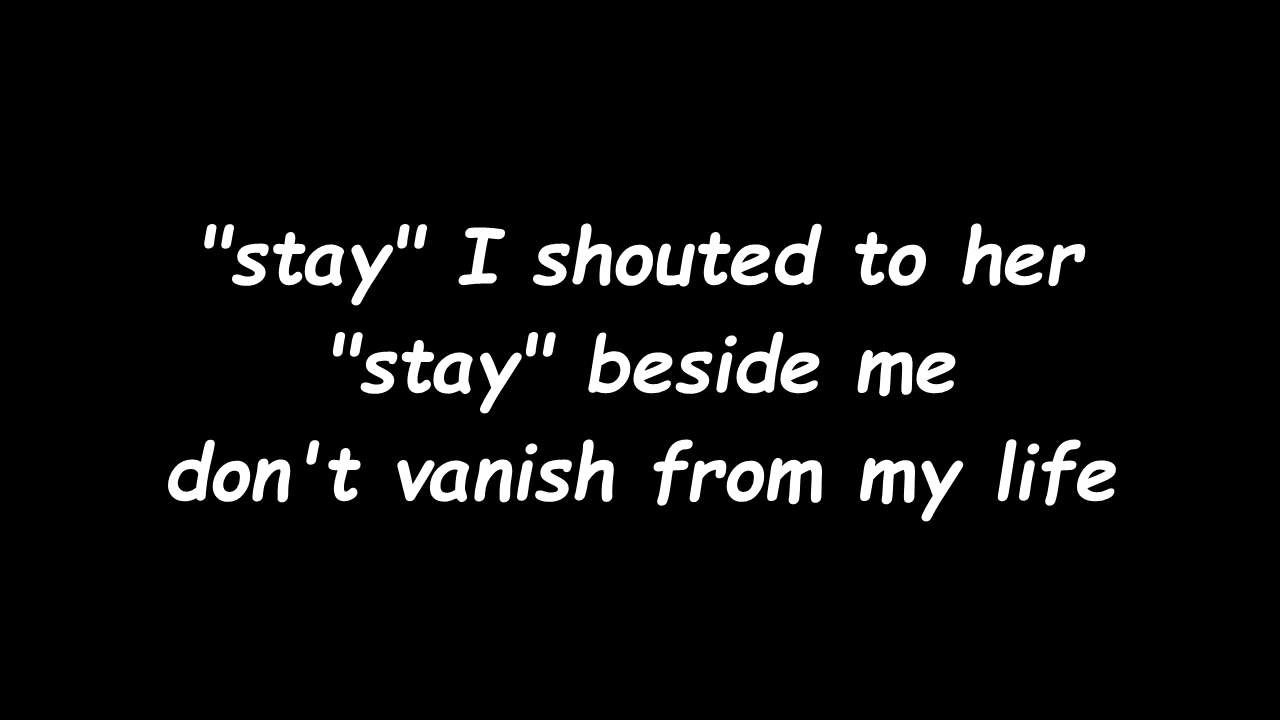 "stay" I shouted to her
"stay" beside me
don't vanish from my life